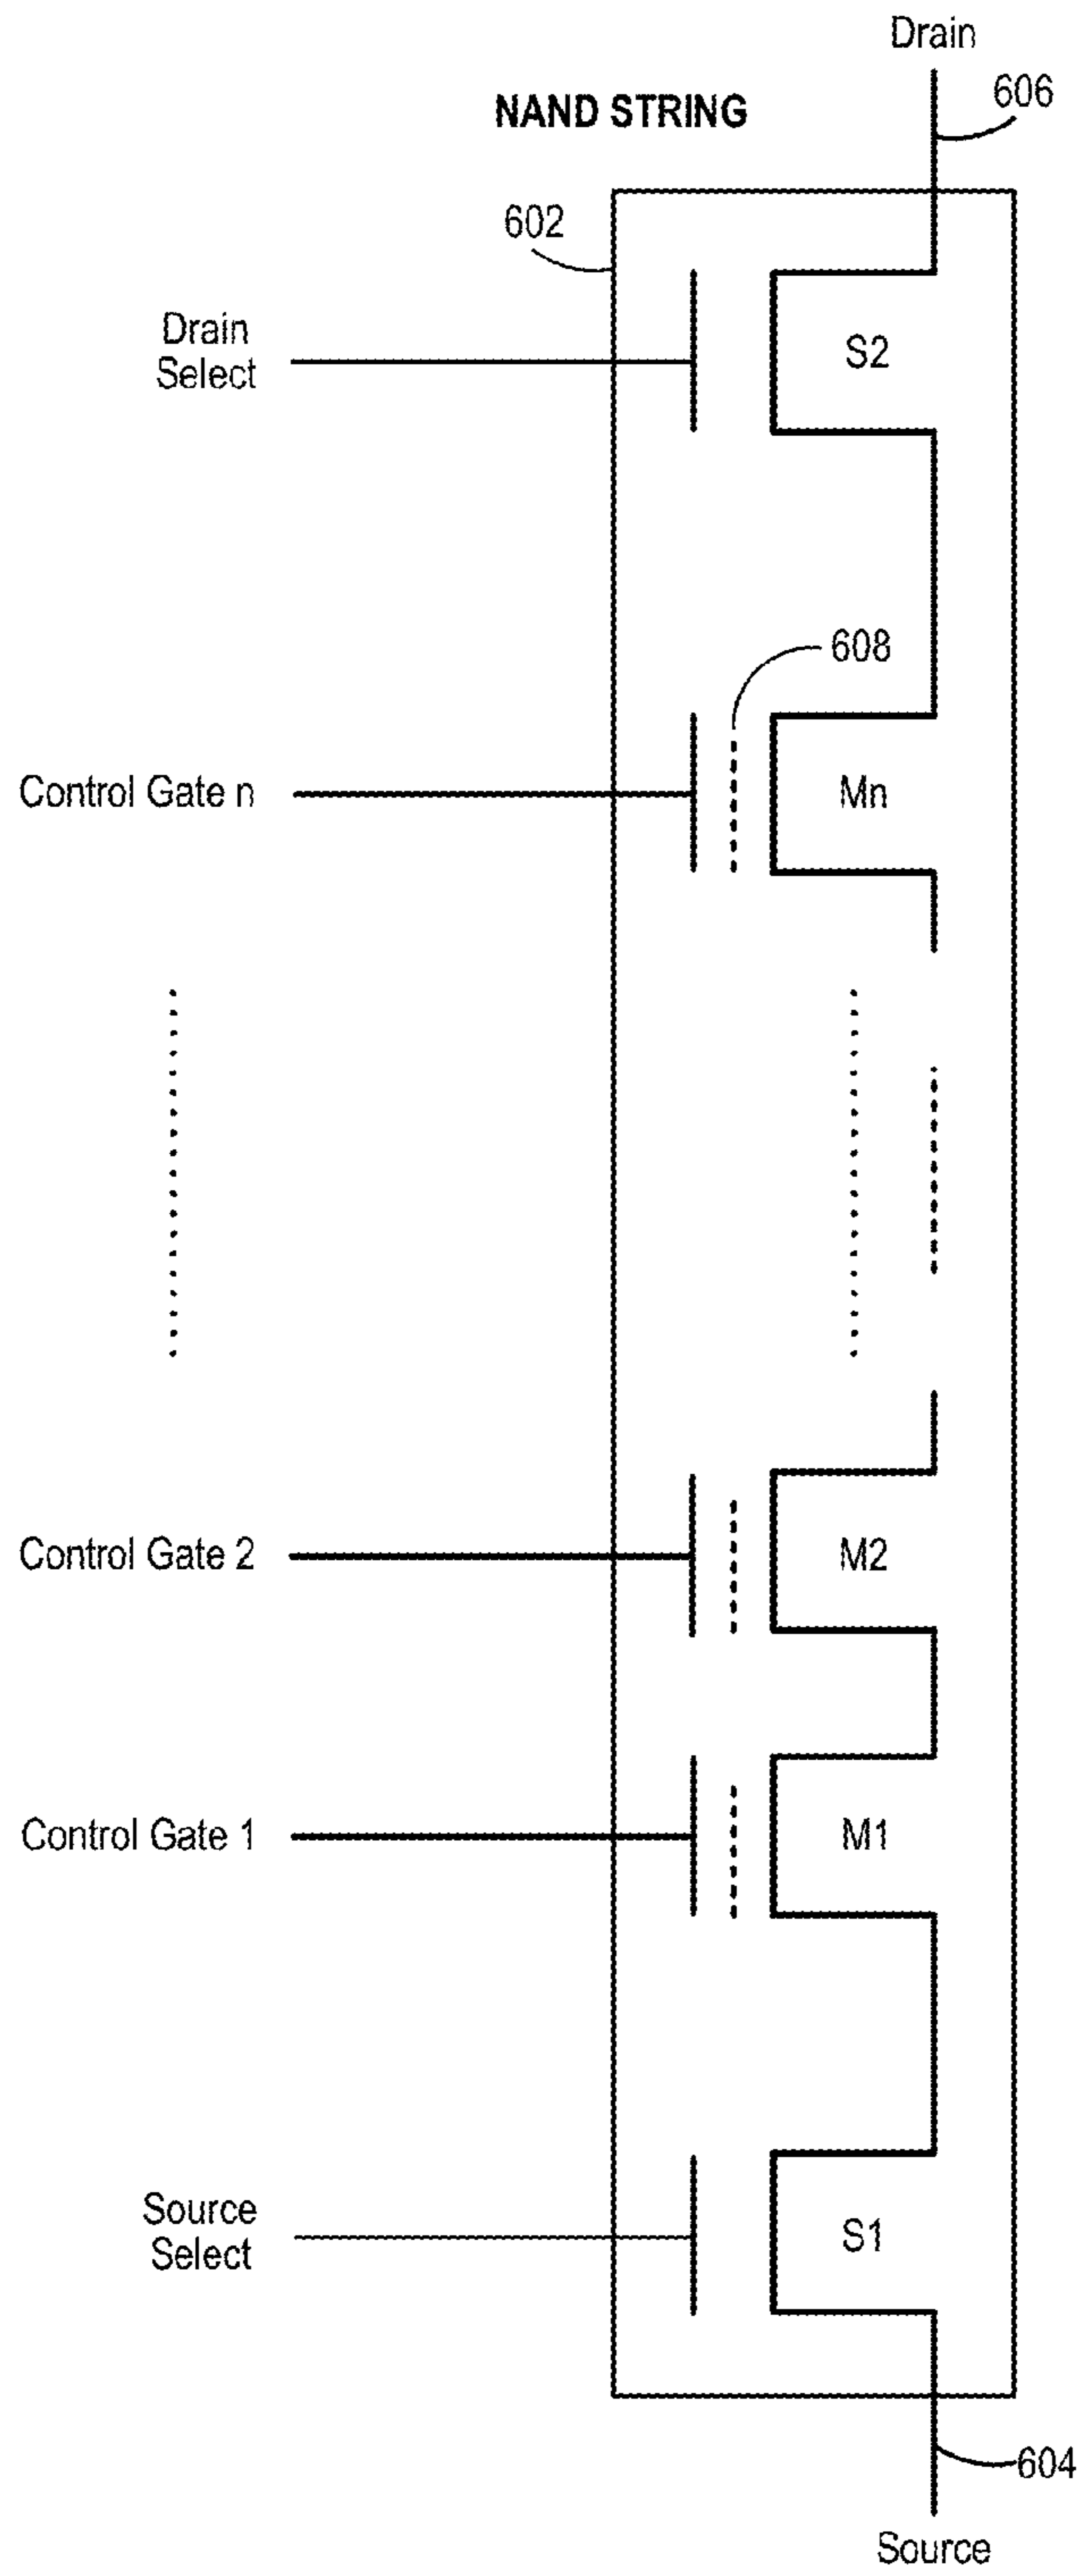 Drain
606
NAND STRING
602
Drain
Select
S2
608
Control Gate n
Mn
Control Gate 2
M2
Control Gate 1
M1
Source
Select
S1
604
Source